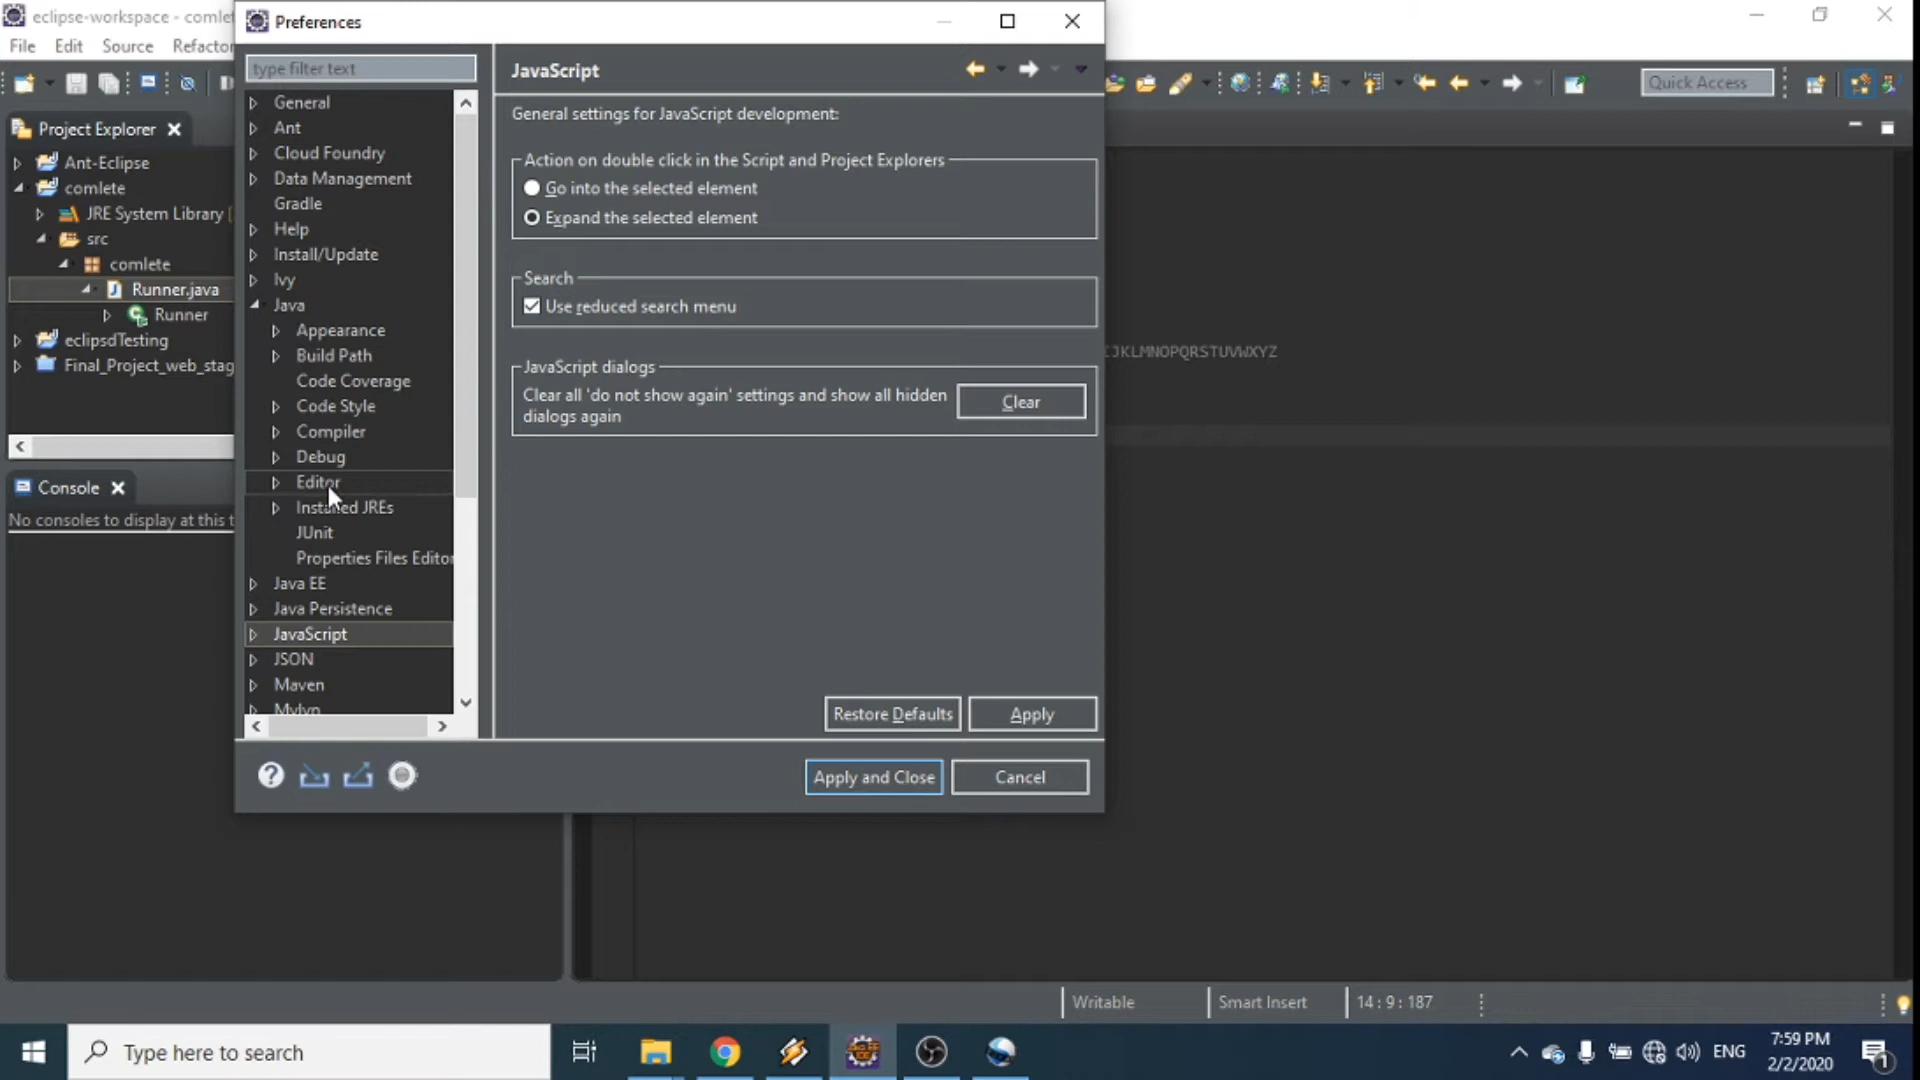 eclipse-workspace - comlet
Preferences
File Edit Source Refactor
type filter text
JavaScript
Quick Access
Project Explorer
Ant-Eclipse
comlete
JRE System Library [
src
comlete
Runner.java
Runner
eclipsdTesting
Final_Project_web_stag
Console
No consoles to display at this t
General
Ant
Cloud Foundry
Data Management
Gradle
Help
Install/Update
Ivy
Java
Appearance
Build Path
Code Coverage
Code Style
Compiler
Debug
Editor
Installed JREs
JUnit
Properties Files Editor
Java EE
Java Persistence
JavaScript
JSON
Maven
Mylyn
General settings for JavaScript development:
Action on double click in the Script and Project Explorers
Go into the selected element
Expand the selected element
Search
Use reduced search menu
JavaScript dialogs
Clear all 'do not show again' settings and show all hidden
dialogs again
Clear
Restore Defaults Apply
Apply and Close Cancel
JKLMNOPQRSTUVWXYZ
Writable Smart Insert 14 : 9 : 187
Type here to search
ENG
7:59 PM
2/2/2020
1